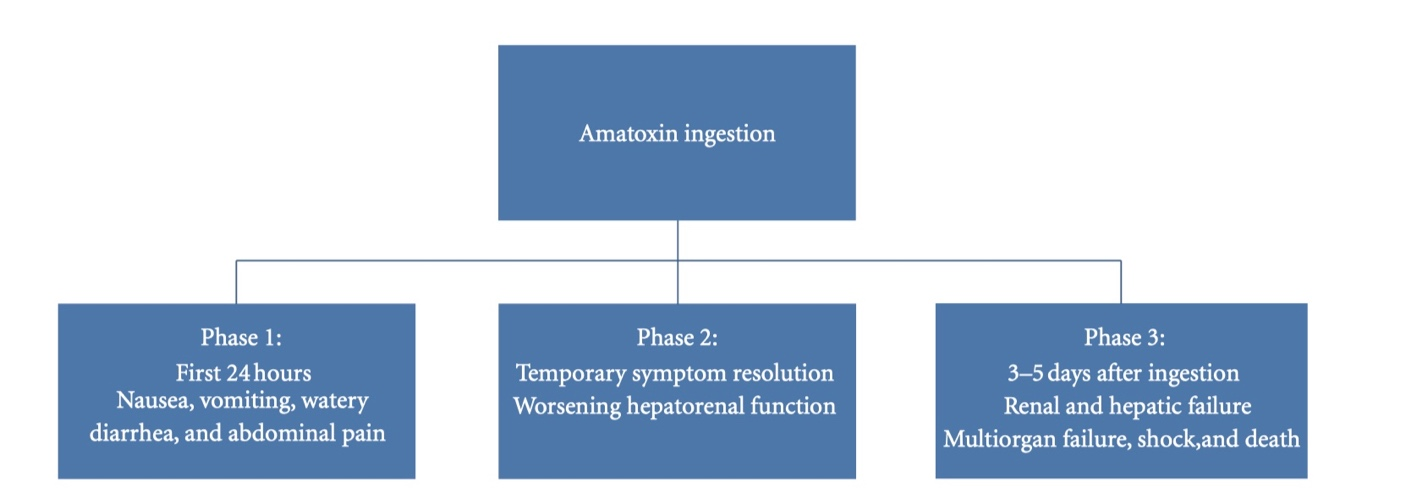 Amatoxin ingestion
Phase 1:
First 24 hours
Nausea, vomiting, watery
diarrhea, and abdominal pain
Phase 2:
Temporary symptom resolution
Worsening hepatorenal function
Phase 3:
3–5 days after ingestion
Renal and hepatic failure
Multiorgan failure, shock,and death